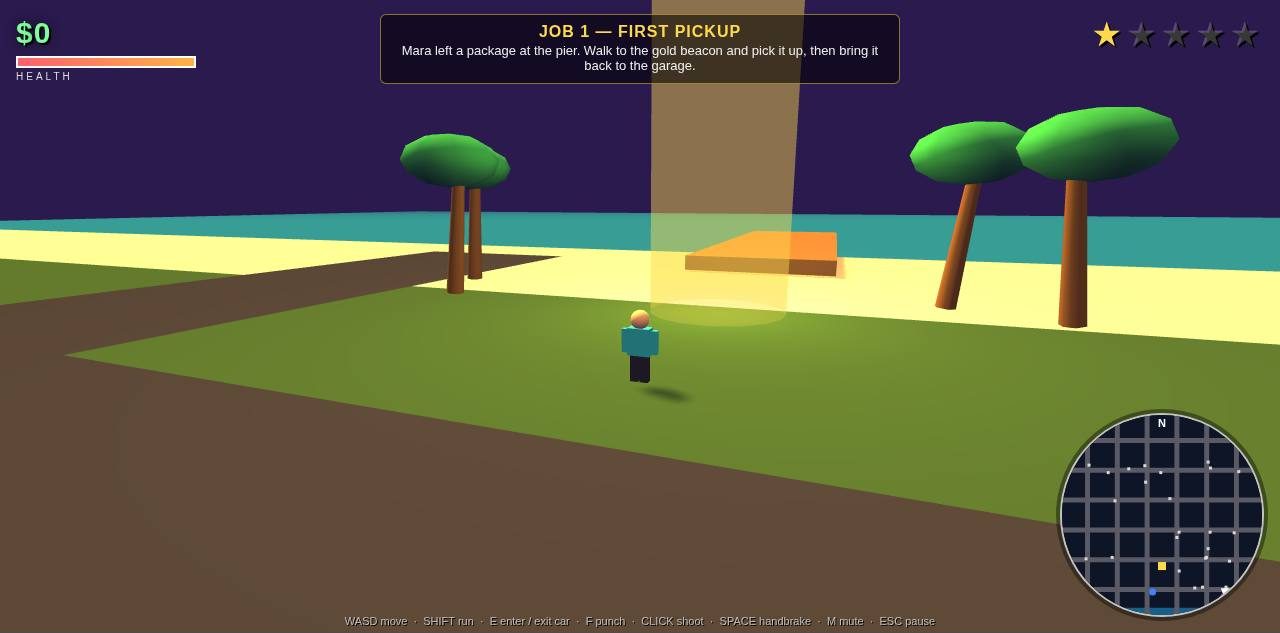 $0
HEALTH
JOB 1 — FIRST PICKUP
Mara left a package at the pier. Walk to the gold beacon and pick it up, then bring it
back to the garage.
N
WASD move · SHIFT run · E enter / exit car · F punch · CLICK shoot · SPACE handbrake · M mute · ESC pause